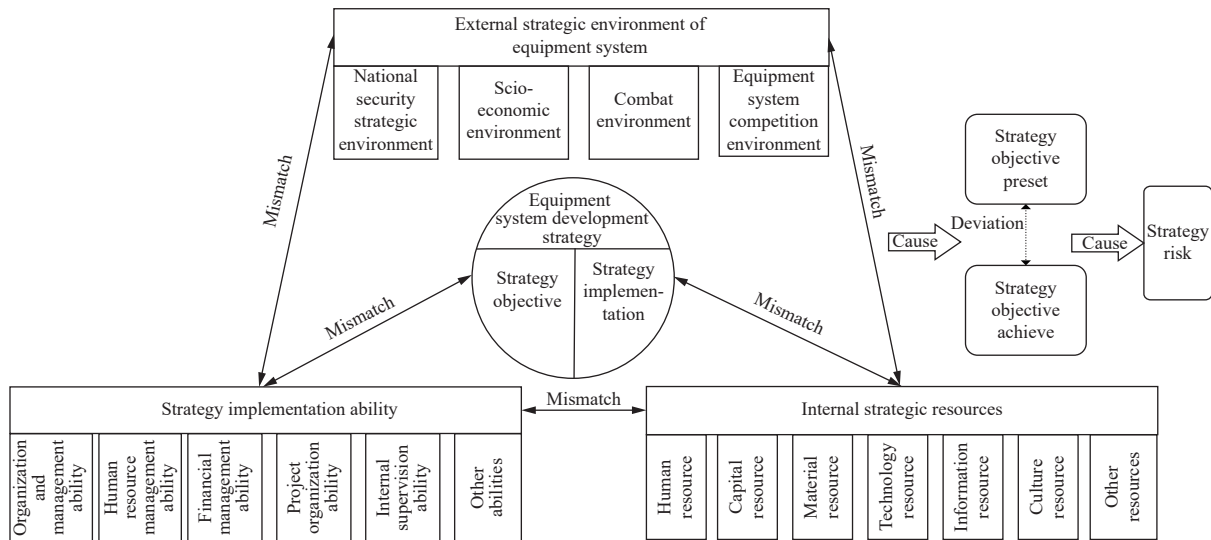 External strategic environment of
equipment system
National
security
strategic
environment
Scio-
economic
environment
Combat
environment
Equipment
system
competition
environment
Mismatch
Mismatch
Equipment
system development
strategy
Strategy
objective
Strategy
implemen-
tation
Mismatch
Mismatch
Cause
Strategy
objective
preset
Deviation
Strategy
objective
achieve
Cause
Strategy
risk
Strategy implementation ability
Mismatch
Internal strategic resources
Organization
and
management
ability
Human
resource
management
ability
Financial
management
ability
Project
organization
ability
Internal
supervision
ability
Other
abilities
Human
resource
Capital
resource
Material
resource
Technology
resource
Information
resource
Culture
resource
Other
resources